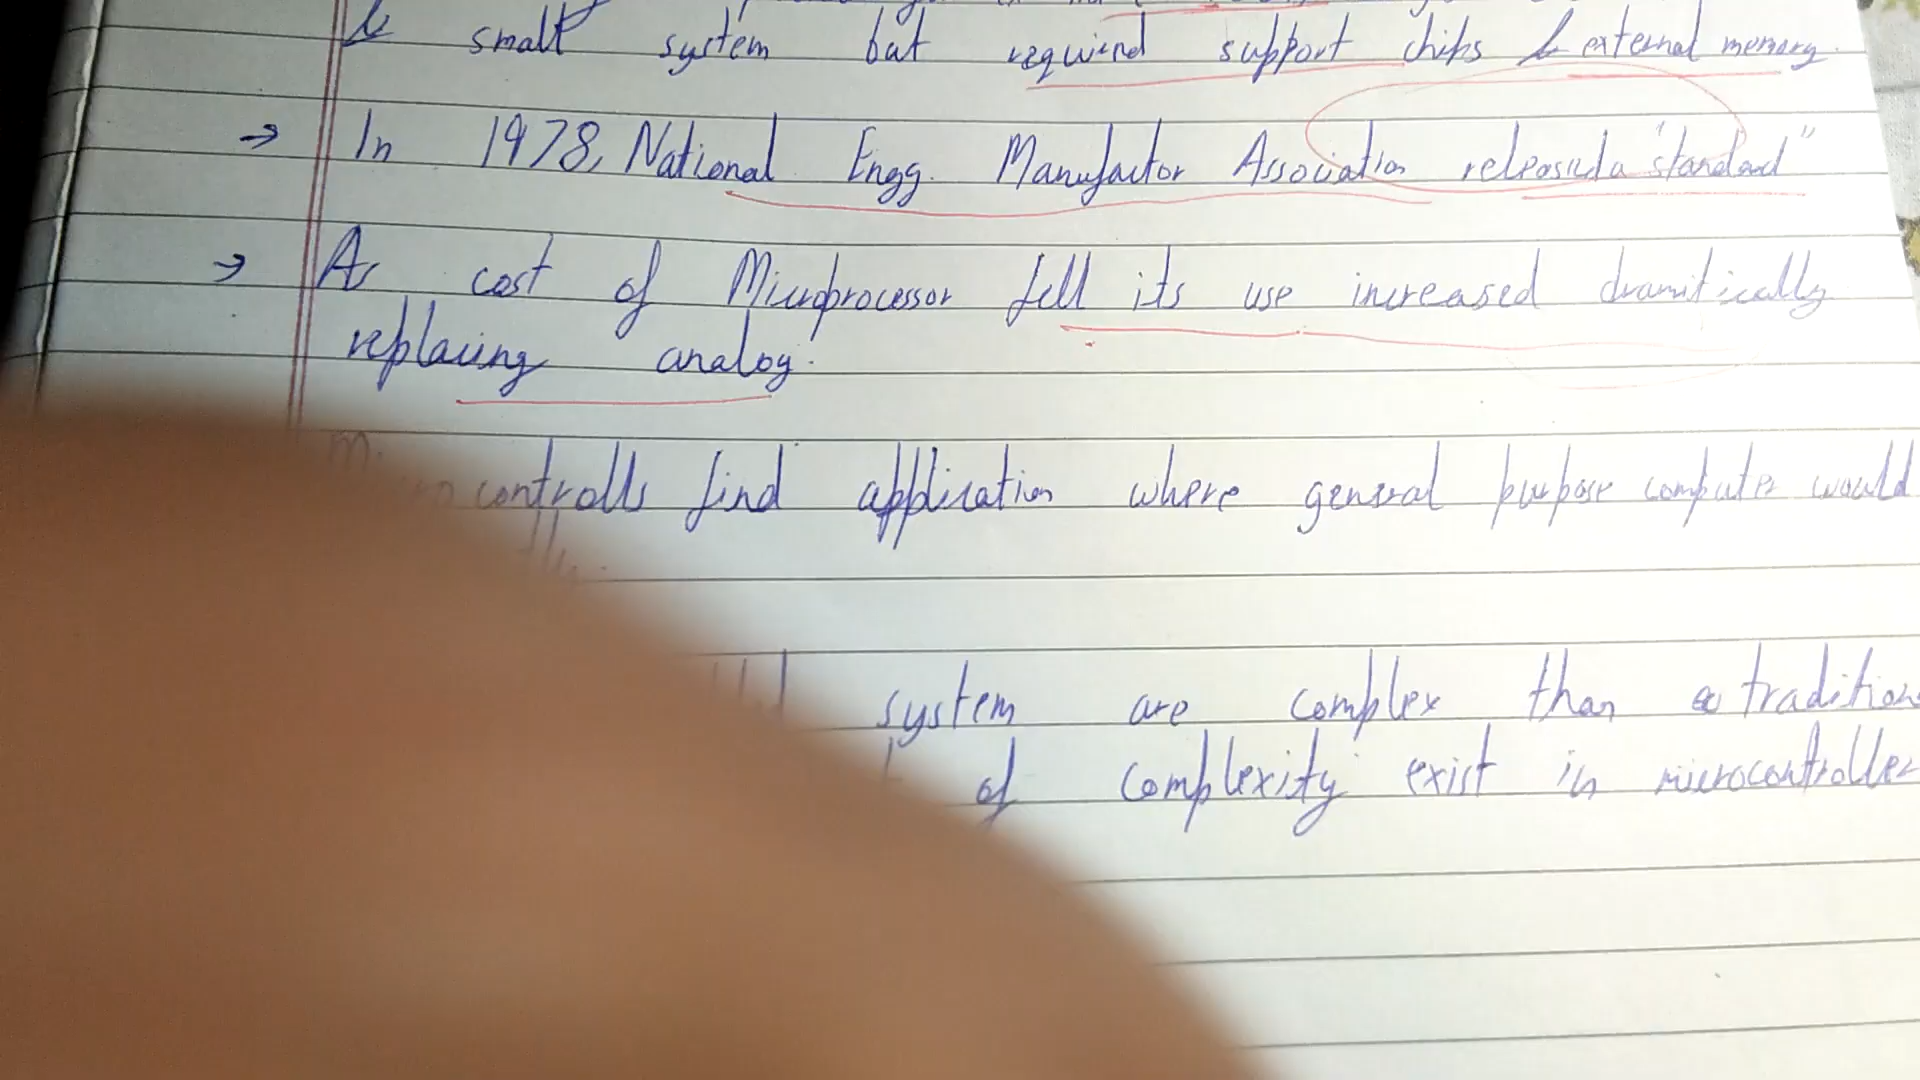 & small system but required support chips & external memory.
→ In 1978, National Engg. Manufactor Association released a "standard"
→ As cost of Microprocessor fell its use increased dramitically
replacing analog.
controlls find application where general purpose computer would
system are complex than a tradition
of complexity exist in microcontroller